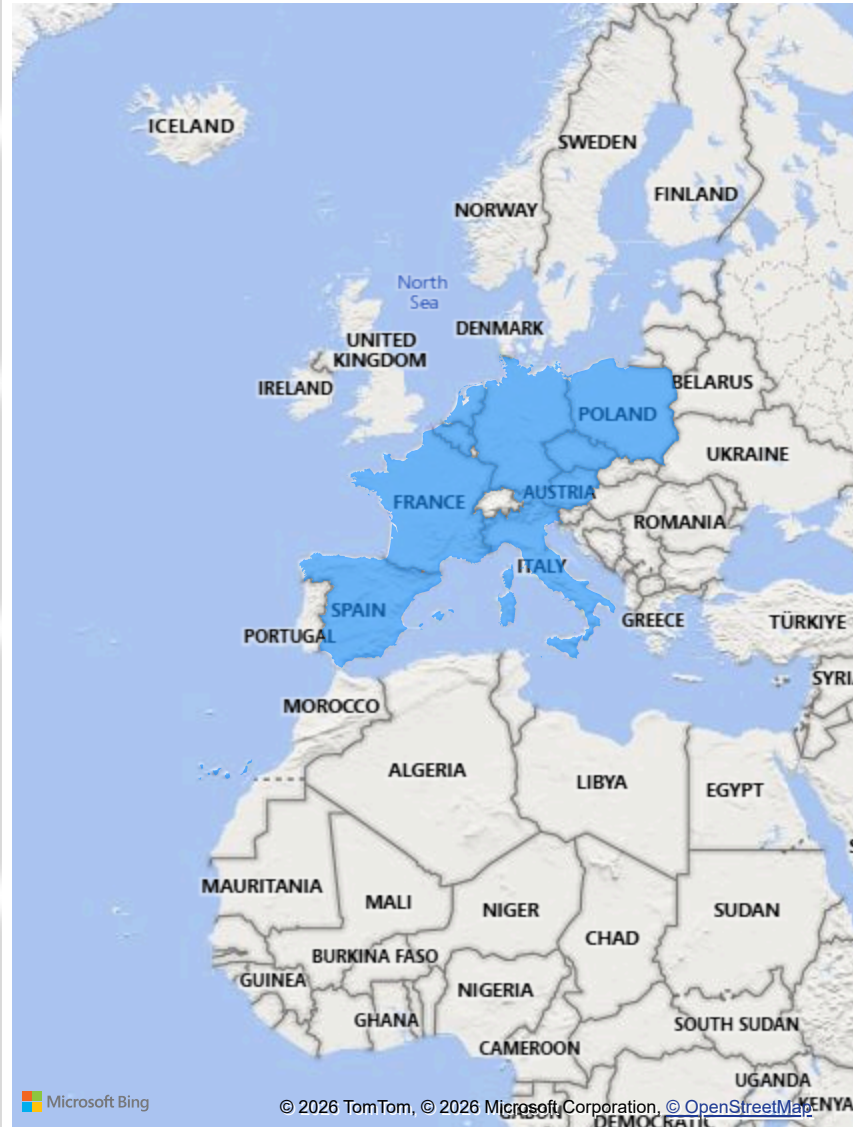 ICELAND
SWEDEN
FINLAND
NORWAY
North
Sea
DENMARK
UNITED
KINGDOM
IRELAND
BELARUS
POLAND
UKRAINE
FRANCE
AUSTRIA
ROMANIA
ITALY
SPAIN
GREECE
TÜRKIYE
PORTUGAL
SYRI
MOROCCO
ALGERIA
LIBYA
EGYPT
S
MAURITANIA
MALI
NIGER
SUDAN
CHAD
BURKINA FASO
GUINEA
NIGERIA
GHANA
SOUTH SUDAN
CAMEROON
UGANDA
KENYA
GABON
DEMOCRATIC
Microsoft Bing
© 2026 TomTom, © 2026 Microsoft Corporation, © OpenStreetMap